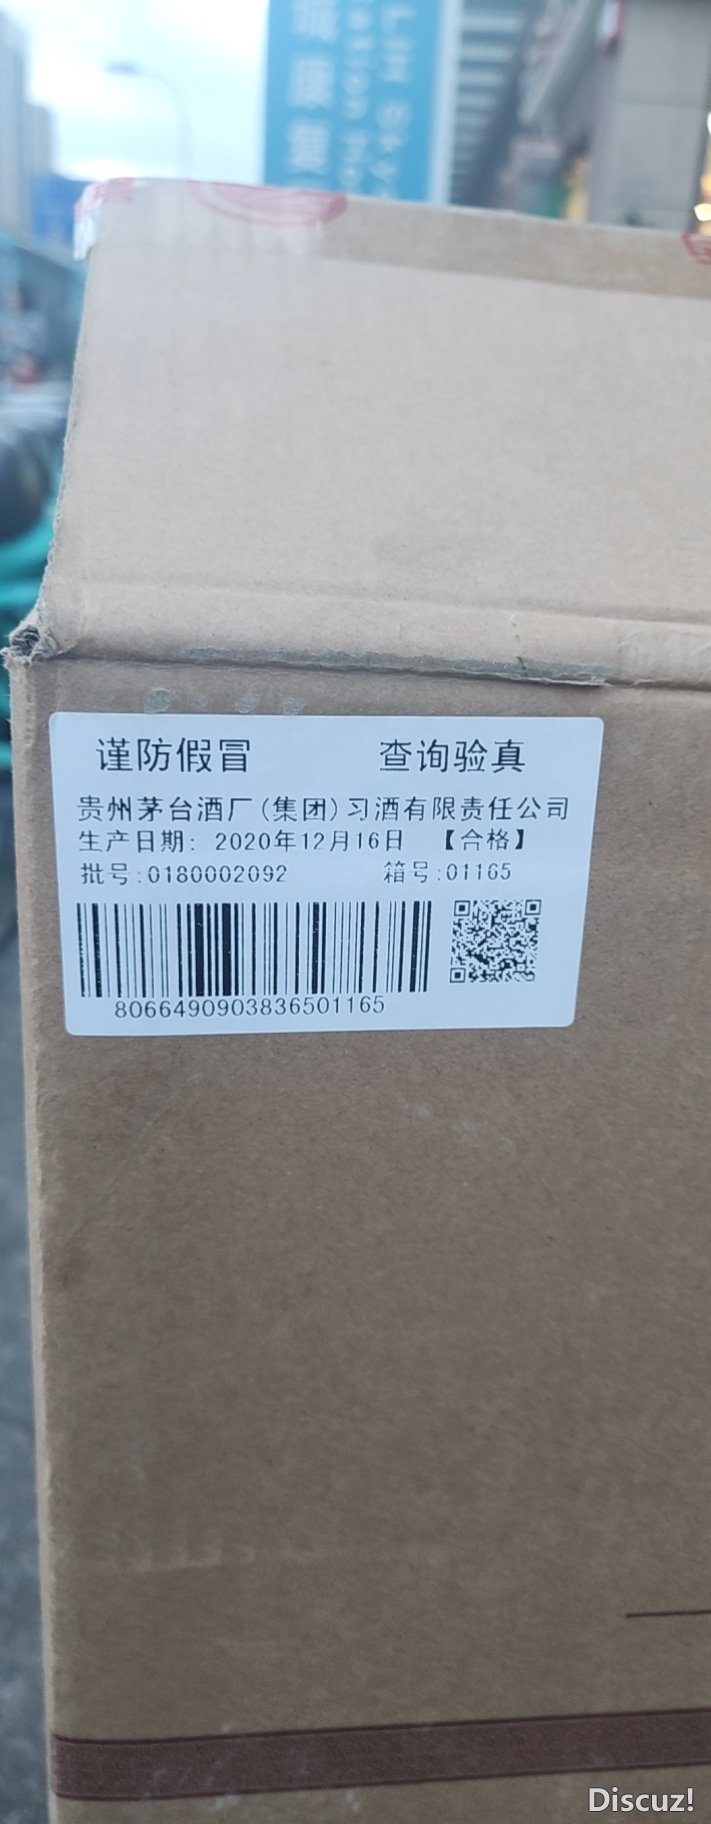 谨防假冒 查询验真
贵州茅台酒厂(集团)习酒有限责任公司
生产日期: 2020年12月16日 【合格】
批号:0180002092 箱号:01165
8066490903836501165
Discuz!